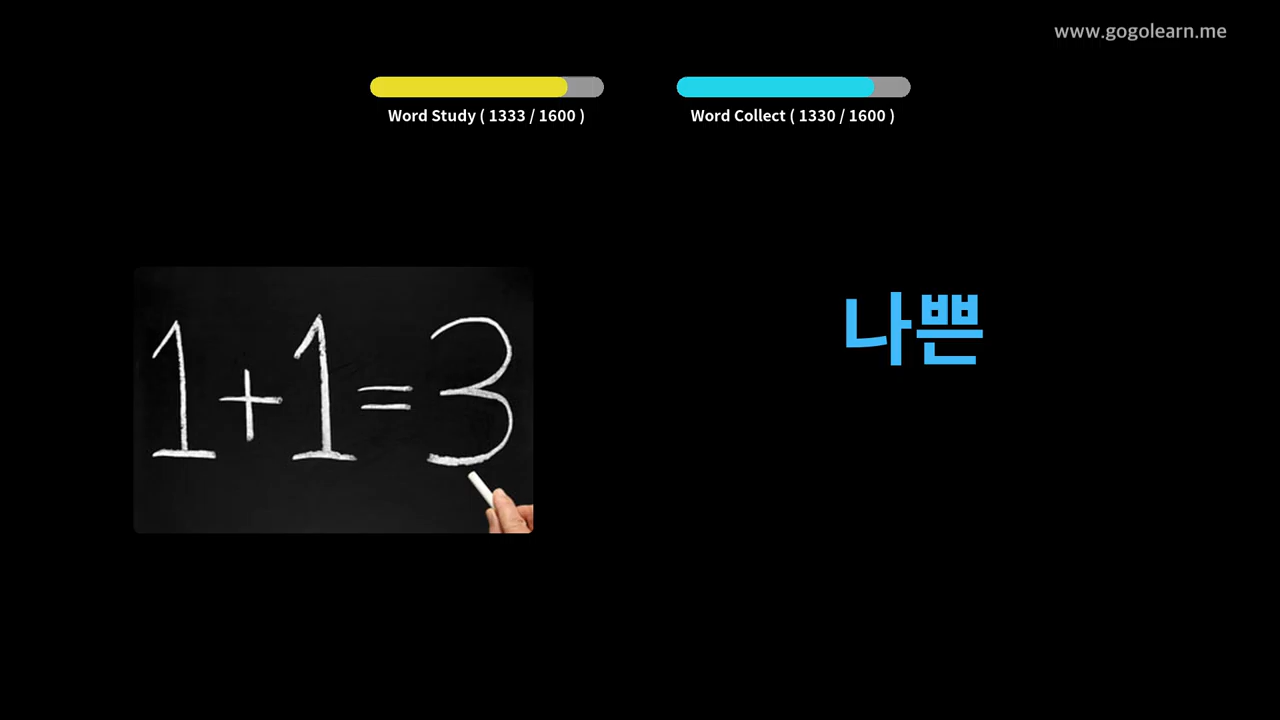 www.gogolearn.me
Word Study ( 1333 / 1600 )
Word Collect ( 1330 / 1600 )
1+1=3
나쁜